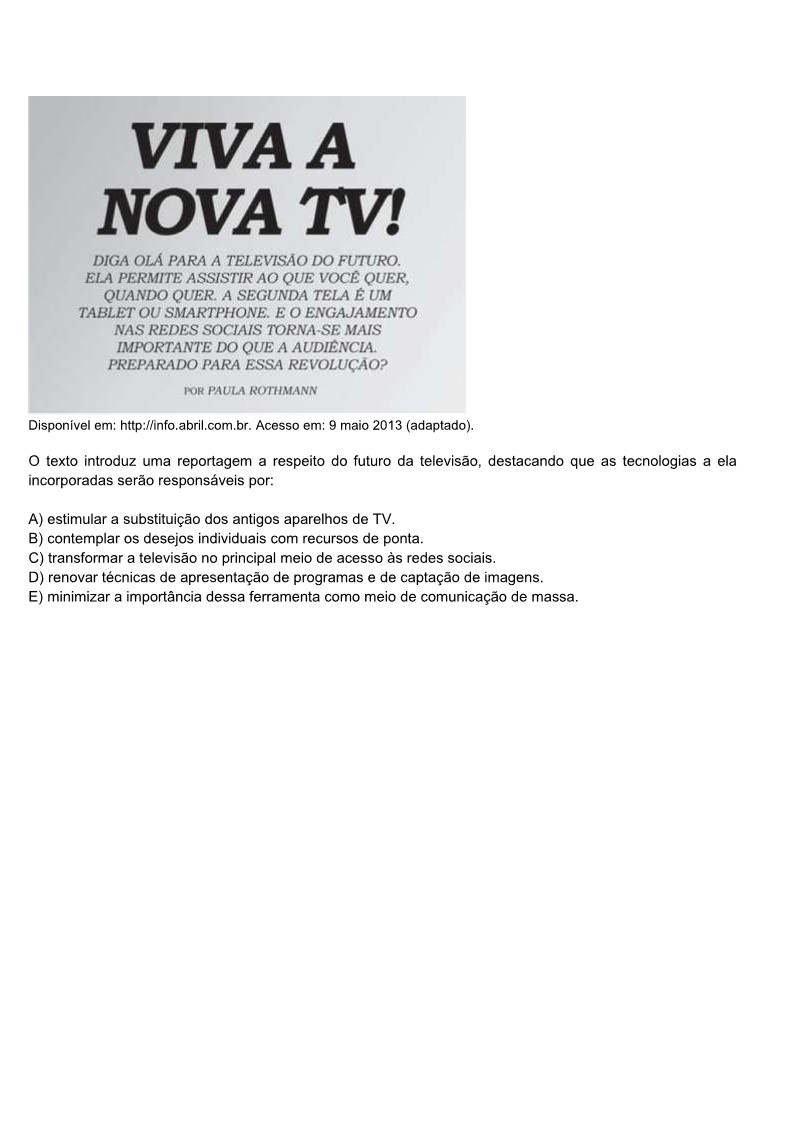 VIVA A
NOVA TV!
DIGA OLÁ PARA A TELEVISÃO DO FUTURO.
ELA PERMITE ASSISTIR AO QUE VOCÊ QUER,
QUANDO QUER. A SEGUNDA TELA É UM
TABLET OU SMARTPHONE. E O ENGAJAMENTO
NAS REDES SOCIAIS TORNA-SE MAIS
IMPORTANTE DO QUE A AUDIÊNCIA.
PREPARADO PARA ESSA REVOLUÇÃO?
POR PAULA ROTHMANN
Disponível em: http://info.abril.com.br. Acesso em: 9 maio 2013 (adaptado).
O texto introduz uma reportagem a respeito do futuro da televisão, destacando que as tecnologias a ela
incorporadas serão responsáveis por:
A) estimular a substituição dos antigos aparelhos de TV.
B) contemplar os desejos individuais com recursos de ponta.
C) transformar a televisão no principal meio de acesso às redes sociais.
D) renovar técnicas de apresentação de programas e de captação de imagens.
E) minimizar a importância dessa ferramenta como meio de comunicação de massa.